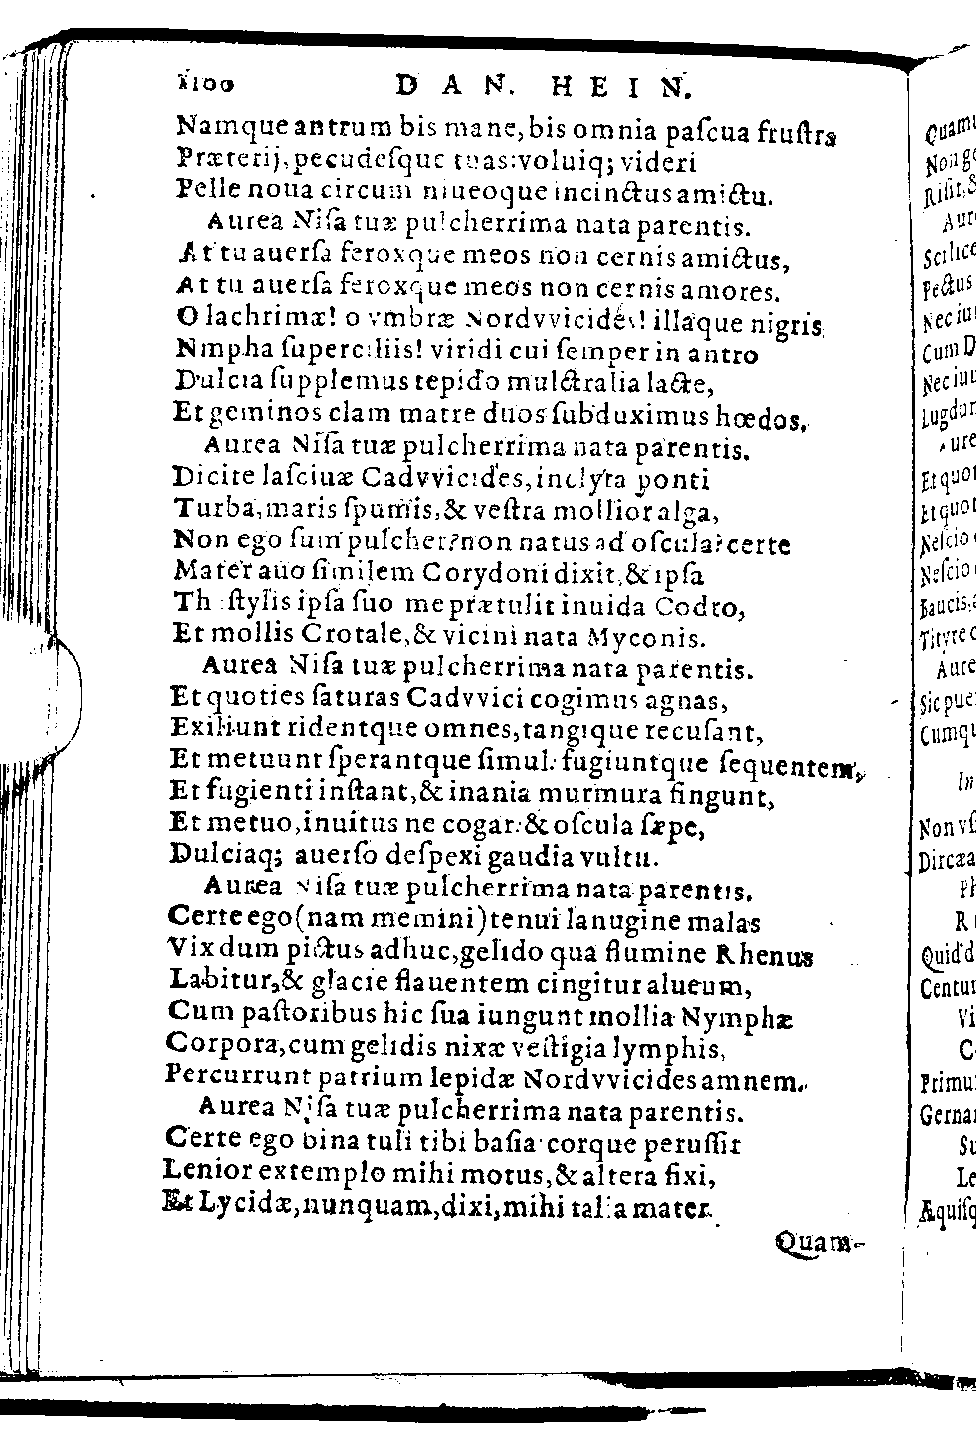 1100 DAN. HEIN.
Namque antrum bis mane, bis omnia paſcua fruſtra
Præterij, pecudeſque tuas: voluiq; videri
Pelle noua circum niueoque incinctus amictu.
Aurea Niſa tuæ pulcherrima nata parentis.
At tu auerſa feroxque meos non cernis amictus,
At tu auerſa feroxque meos non cernis amores.
O lachrimæ! o vmbræ Nordvvicides! illaque nigris
Nmpha ſuperciliis! viridi cui ſemper in antro
Dulcia ſupplemus tepido mulctralia lacte,
Et geminos clam matre duos ſubduximus hœdos.
Aurea Niſa tuæ pulcherrima nata parentis.
Dicite laſciuæ Cadvvicides, inclyta ponti
Turba, maris ſpumis, & veſtra mollior alga,
Non ego ſum pulcher? non natus ad oſcula? certe
Mater auo ſimilem Corydoni dixit, & ipſa
Theſtylis ipſa ſuo me prætulit inuida Codro,
Et mollis Crotale, & vicini nata Myconis.
Aurea Niſa tuæ pulcherrima nata parentis.
Et quoties ſaturas Cadvvici cogimus agnas,
Exiliunt ridentque omnes, tangique recuſant,
Et metuunt ſperantque ſimul: fugiuntque ſequentem,
Et fugienti inſtant, & inania murmura fingunt,
Et metuo, inuitus ne cogar: & oſcula ſæpe,
Dulciaq; auerſo deſpexi gaudia vultu.
Aurea Niſa tuæ pulcherrima nata parentis.
Certe ego (nam memini) tenui lanugine malas
Vix dum pictus adhuc, gelido qua flumine Rhenus
Labitur, & glacie flauentem cingitur alueum,
Cum paſtoribus hic ſua iungunt mollia Nymphæ
Corpora, cum gelidis nixæ veſtigia lymphis,
Percurrunt patrium lepidæ Nordvvicides amnem.
Aurea Niſa tuæ pulcherrima nata parentis.
Certe ego bina tuli tibi baſia corque peruſſit
Lenior extemplo mihi motus, & altera fixi,
Et Lycidæ, nunquam, dixi, mihi talia mater.
Quam-